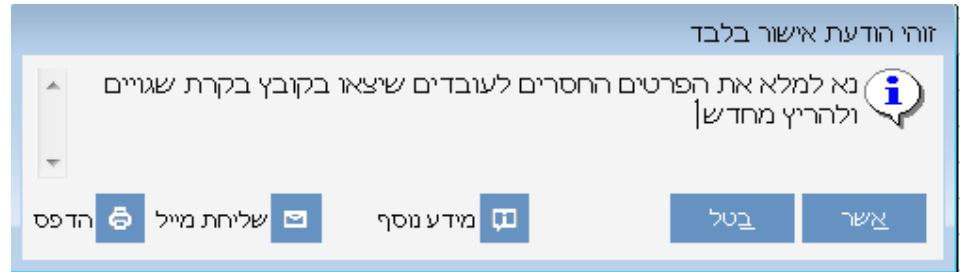 זוהי הודעת אישור בלבד
נא למלא את הפרטים החסרים לעובדים שיצאו בקובץ בקרת שגויים
ולהריץ מחדש
אשר בטל מידע נוסף שליחת מייל הדפס